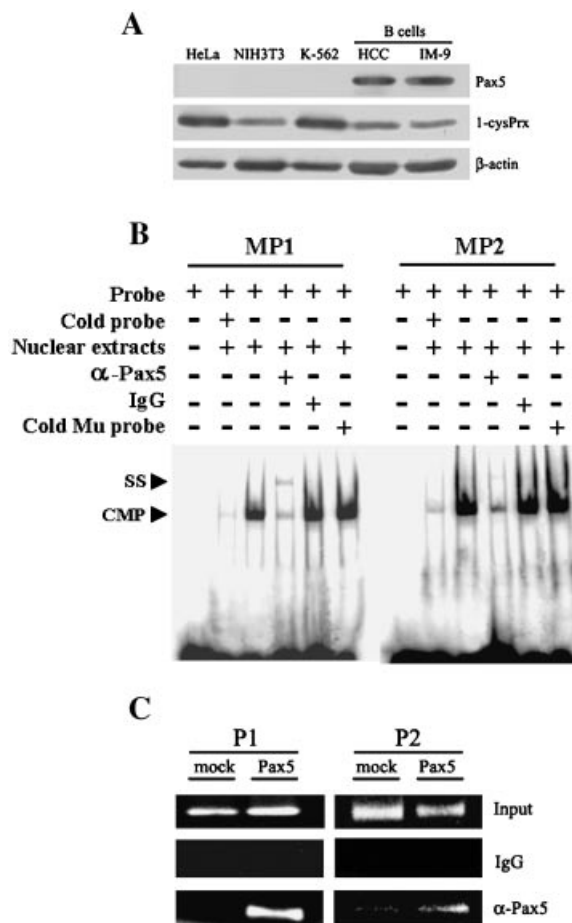 A
B cells
HeLa NIH3T3 K-562 HCC IM-9
Pax5
1-cysPrx
β-actin
B
MP1 MP2
Probe + + + + + + + + + + + +
Cold probe - + - - - - - + - - - -
Nuclear extracts - + + + + + - + + + + +
α-Pax5 - - - + - - - - - + - -
IgG - - - - + - - - - - + -
Cold Mu probe - - - - - + - - - - - +
SS
CMP
C
P1 P2
mock Pax5 mock Pax5
Input
IgG
α-Pax5